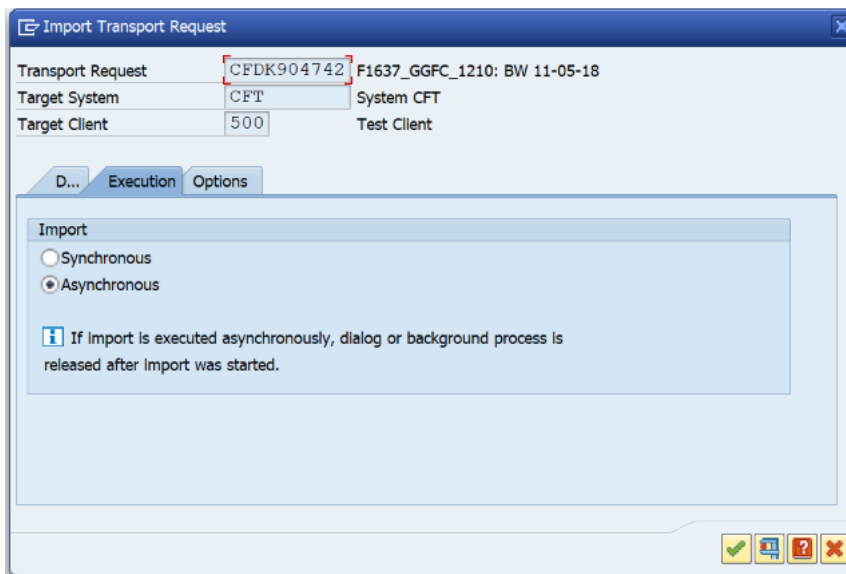 Import Transport Request
Transport Request CFDK904742 F1637_GGFC_1210: BW 11-05-18
Target System CFT System CFT
Target Client 500 Test Client
D... Execution Options
Import
Synchronous
Asynchronous
If import is executed asynchronously, dialog or background process is
released after import was started.